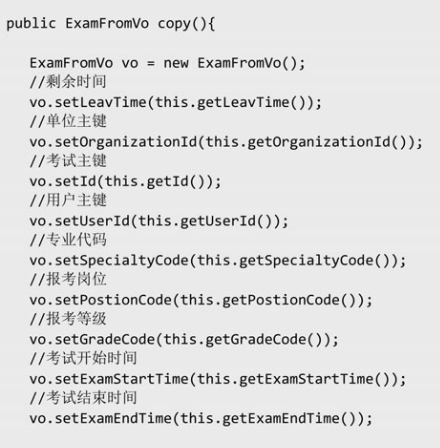 public ExamFromVo copy(){
ExamFromVo vo = new ExamFromVo();
//剩余时间
vo.setLeavTime(this.getLeavTime());
//单位主键
vo.setOrganizationId(this.getOrganizationId());
//考试主键
vo.setId(this.getId());
//用户主键
vo.setUserId(this.getUserId());
//专业代码
vo.setSpecialtyCode(this.getSpecialtyCode());
//报考岗位
vo.setPostionCode(this.getPostionCode());
//报考等级
vo.setGradeCode(this.getGradeCode());
//考试开始时间
vo.setExamStartTime(this.getExamStartTime());
//考试结束时间
vo.setExamEndTime(this.getExamEndTime());